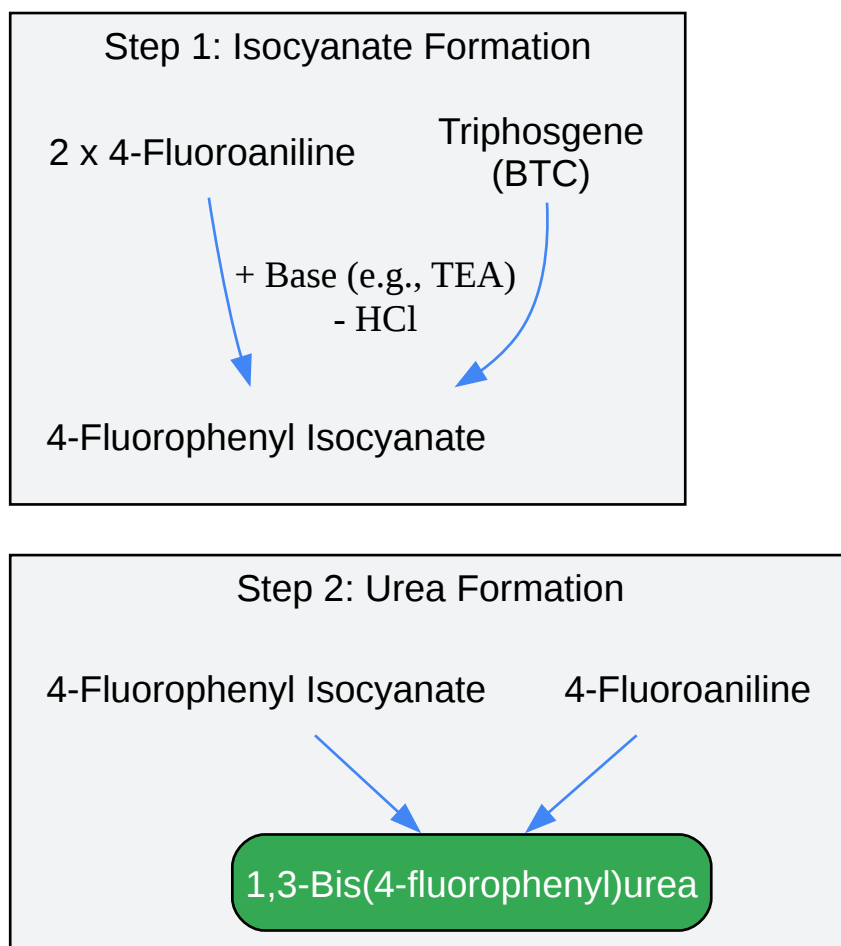 Step 1: Isocyanate Formation
2 x 4-Fluoroaniline
Triphosgene
(BTC)
+ Base (e.g., TEA)
- HCl
4-Fluorophenyl Isocyanate
Step 2: Urea Formation
4-Fluorophenyl Isocyanate
4-Fluoroaniline
1,3-Bis(4-fluorophenyl)urea